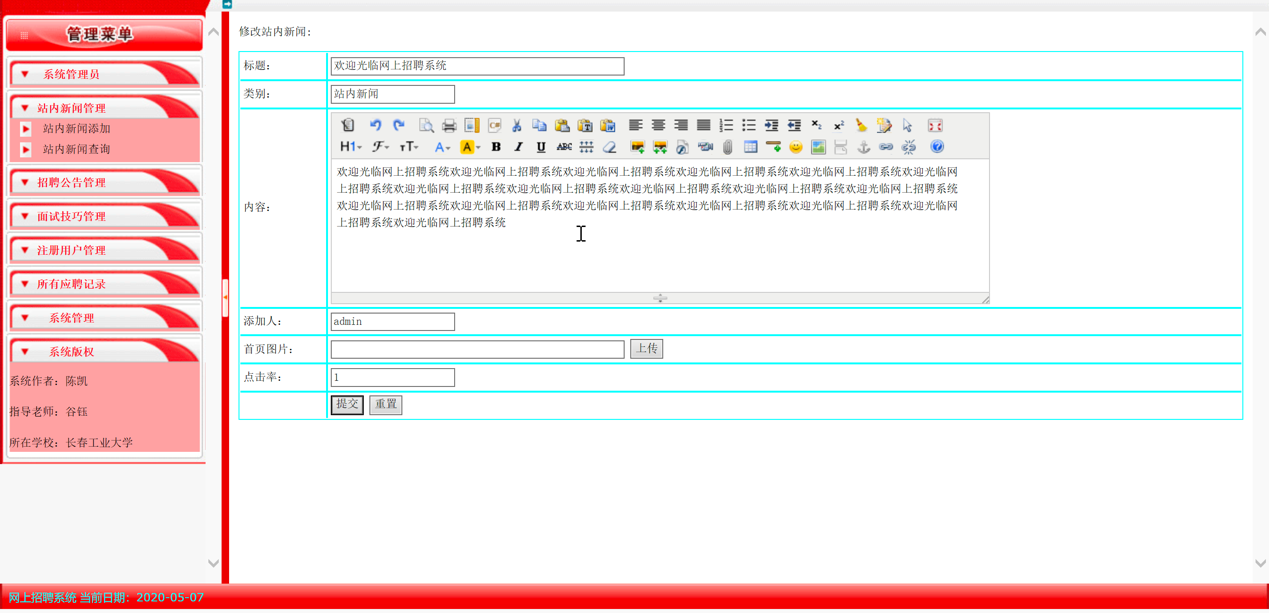 管理菜单
系统管理员
站内新闻管理
站内新闻添加
站内新闻查询
招聘公告管理
面试技巧管理
注册用户管理
所有应聘记录
系统管理
系统版权
系统作者：陈凯
指导老师：谷钰
所在学校：长春工业大学
修改站内新闻:
标题：
欢迎光临网上招聘系统
类别：
站内新闻
H1 F TT A A B I U ABC
内容：
欢迎光临网上招聘系统欢迎光临网上招聘系统欢迎光临网上招聘系统欢迎光临网上招聘系统欢迎光临网上招聘系统欢迎光临网
上招聘系统欢迎光临网上招聘系统欢迎光临网上招聘系统欢迎光临网上招聘系统欢迎光临网上招聘系统欢迎光临网上招聘系统
欢迎光临网上招聘系统欢迎光临网上招聘系统欢迎光临网上招聘系统欢迎光临网上招聘系统欢迎光临网上招聘系统欢迎光临网
上招聘系统欢迎光临网上招聘系统
添加人：
admin
首页图片：
上传
点击率：
1
提交 重置
网上招聘系统 当前日期：2020-05-07